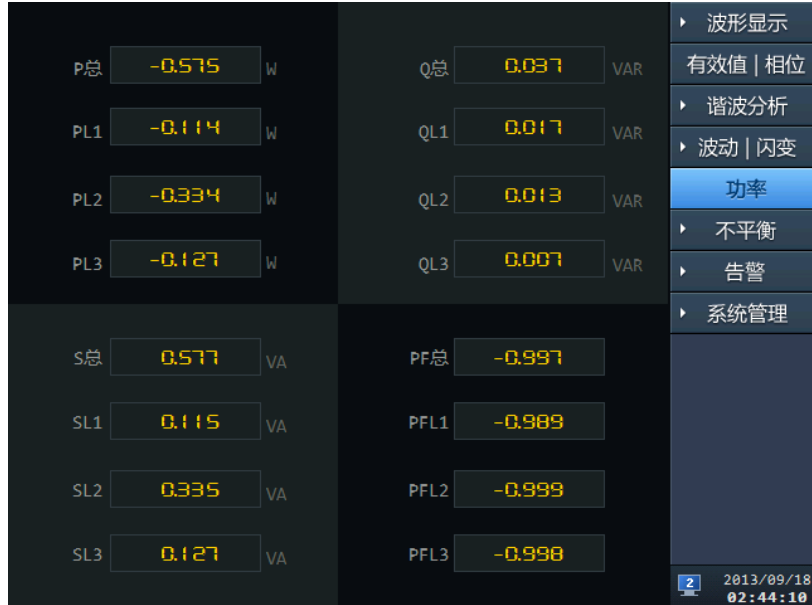 P总 -0.575 W
PL1 -0.114 W
PL2 -0.334 W
PL3 -0.127 W
Q总 0.037 VAR
QL1 0.017 VAR
QL2 0.013 VAR
QL3 0.007 VAR
S总 0.577 VA
SL1 0.115 VA
SL2 0.335 VA
SL3 0.127 VA
PF总 -0.997
PFL1 -0.989
PFL2 -0.999
PFL3 -0.998
波形显示
有效值 | 相位
谐波分析
波动 | 闪变
功率
不平衡
告警
系统管理
2 2013/09/18
02:44:10